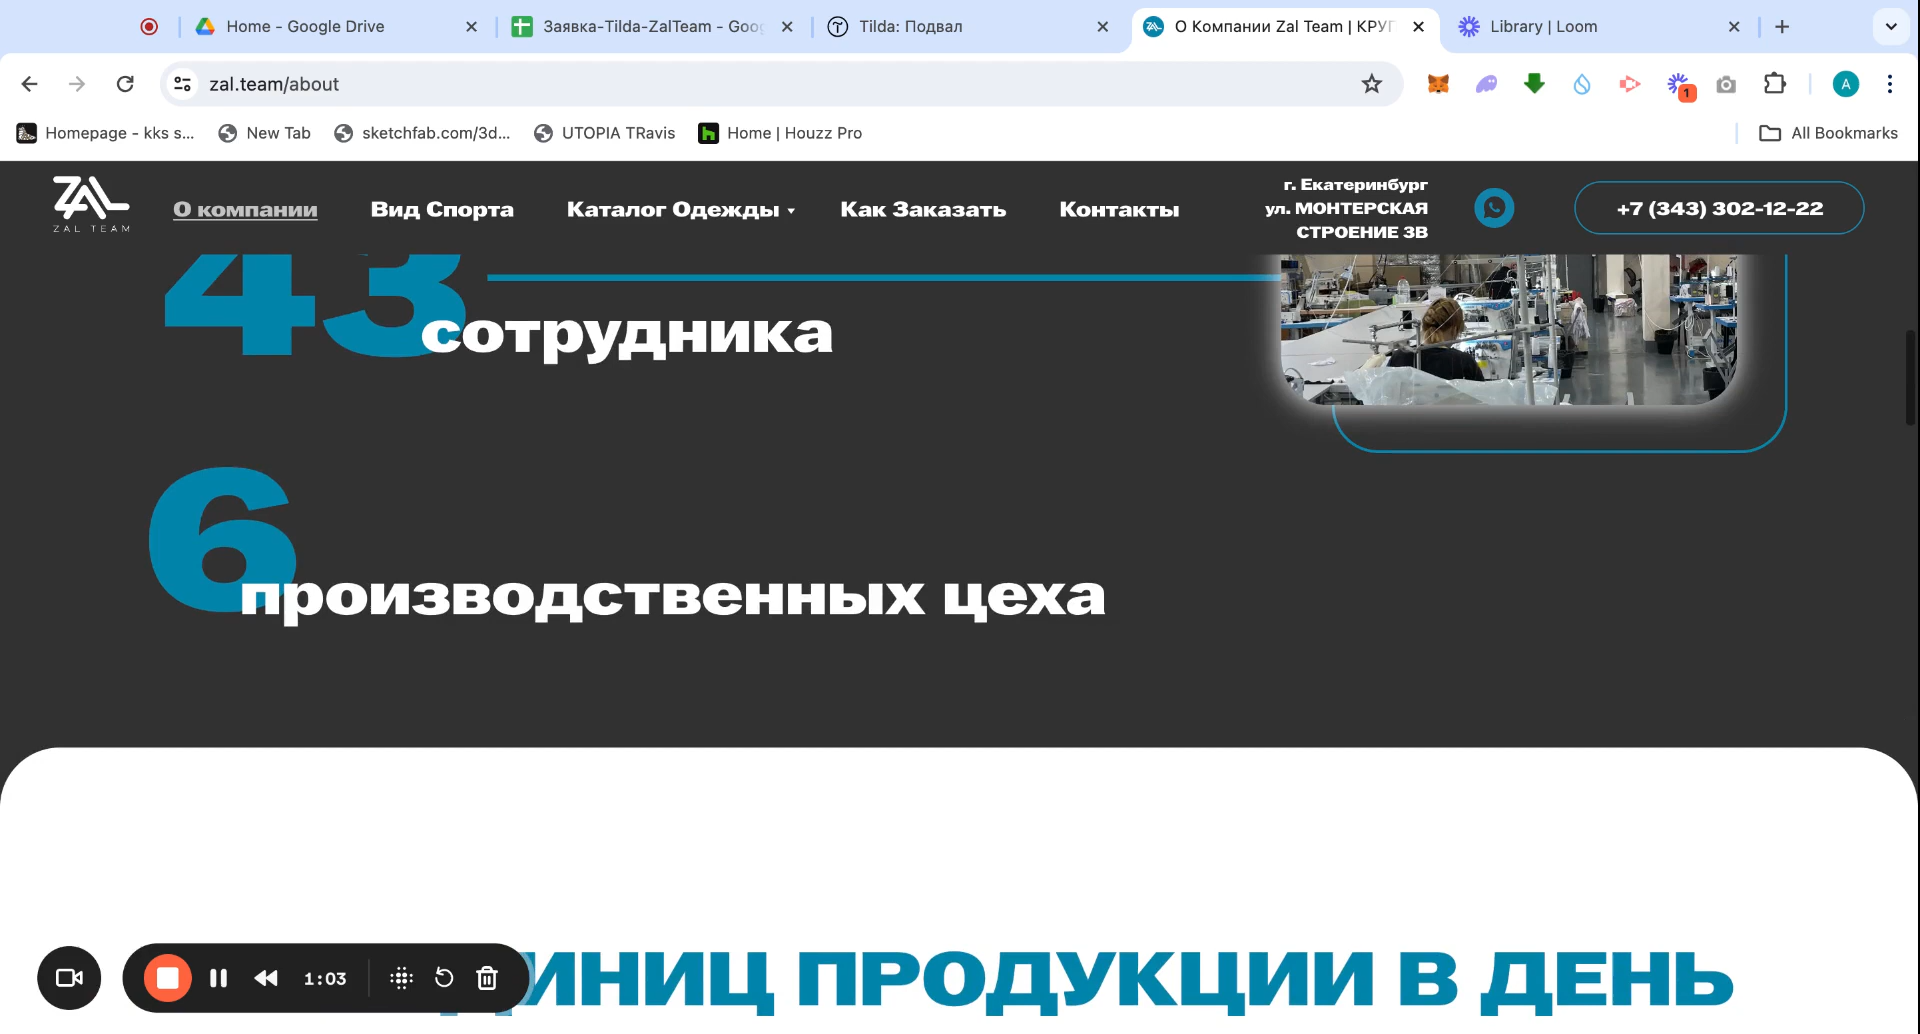 Home - Google Drive
Заявка-Tilda-ZalTeam - Goog
Tilda: Подвал
О Компании Zal Team | КРУГ
Library | Loom
zal.team/about
1
A
Homepage - kks s...
New Tab
sketchfab.com/3d...
UTOPIA TRavis
Home | Houzz Pro
All Bookmarks
ZAL
ZAL TEAM
О компании
Вид Спорта
Каталог Одежды
Как Заказать
Контакты
г. Екатеринбург
ул. МОНТЕРСКАЯ
СТРОЕНИЕ 3В
+7 (343) 302-12-22
43
сотрудника
6
производственных цеха
ИНИЦ ПРОДУКЦИИ В ДЕНЬ
1:03